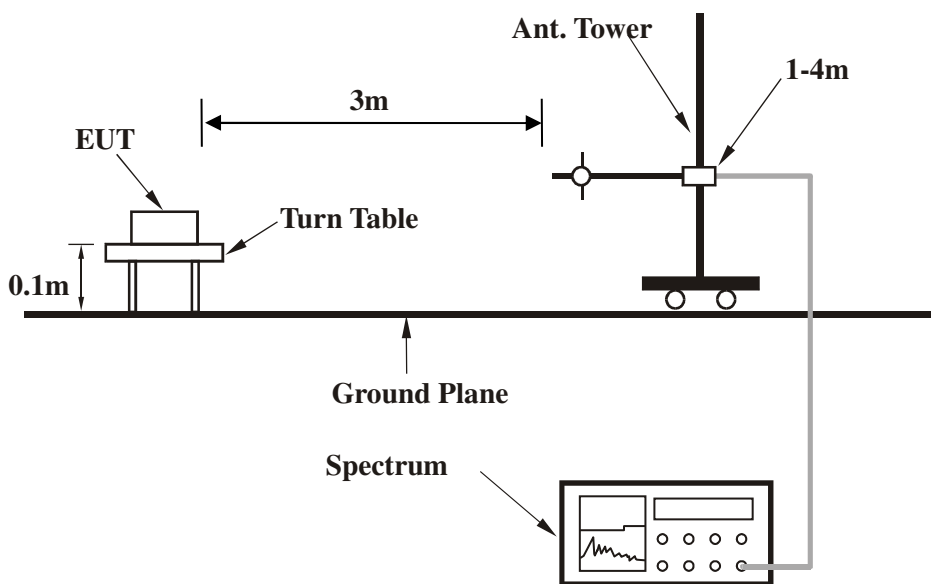 Ant. Tower
1-4m
3m
EUT
Turn Table
0.1m
Ground Plane
Spectrum